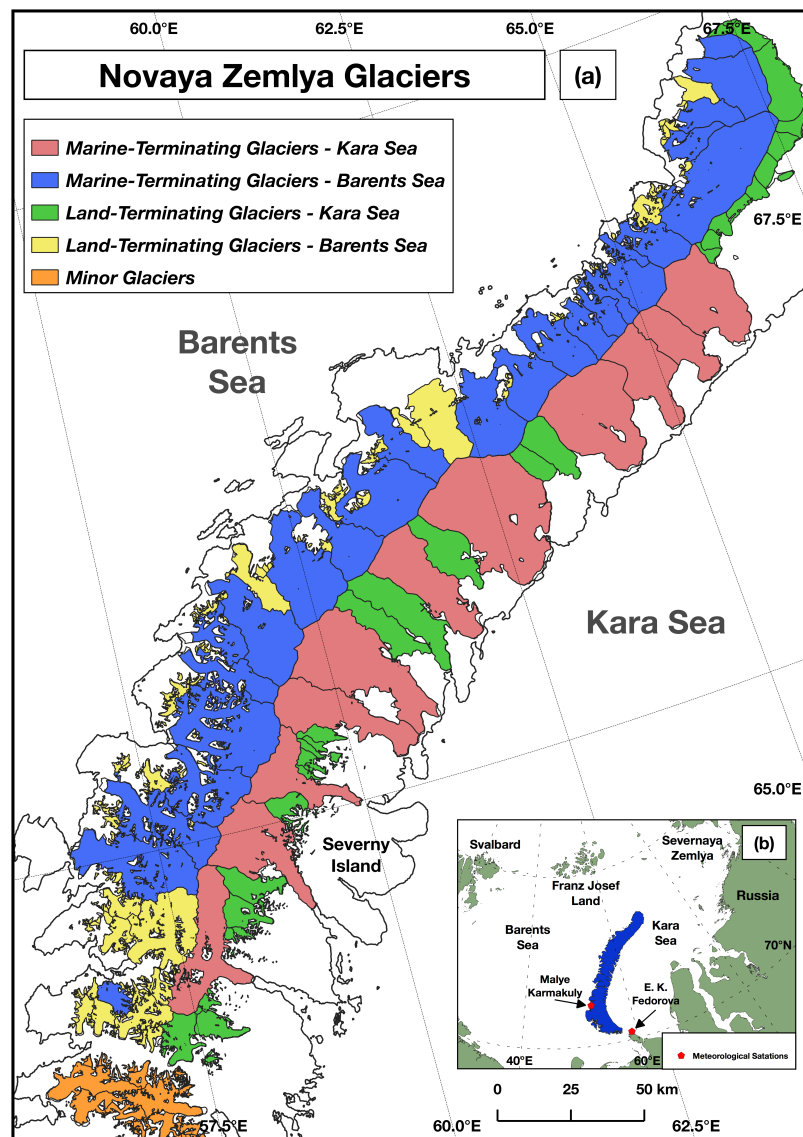 60.0°E
62.5°E
65.0°E
67.5°E
Novaya Zemlya Glaciers
(a)
Marine-Terminating Glaciers - Kara Sea
Marine-Terminating Glaciers - Barents Sea
Land-Terminating Glaciers - Kara Sea
Land-Terminating Glaciers - Barents Sea
Minor Glaciers
67.5°E
Barents
Sea
Kara Sea
65.0°E
Severny
Island
(b)
Svalbard
Severnaya
Zemlya
Franz Josef
Land
Russia
Barents
Sea
Kara
Sea
70°N
Malye
Karmakuly
E. K.
Fedorova
40°E
60°E
Meteorological Satations
0
25
50 km
57.5°E
60.0°E
62.5°E